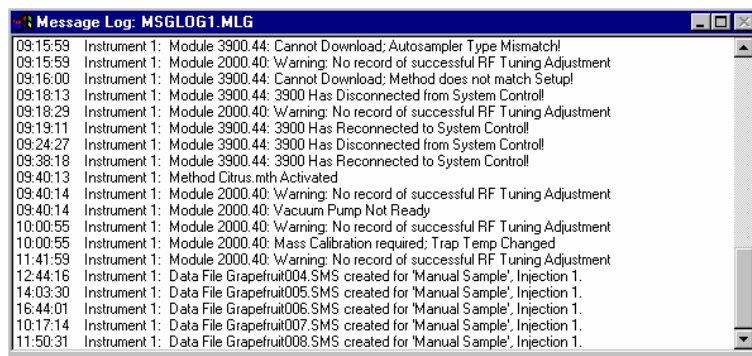 Message Log: MSGLOG1.MLG
09:15:59 Instrument 1: Module 3900.44: Cannot Download; Autosampler Type Mismatch!
09:15:59 Instrument 1: Module 2000.40: Warning: No record of successful RF Tuning Adjustment
09:16:00 Instrument 1: Module 3900.44: Cannot Download; Method does not match Setup!
09:18:13 Instrument 1: Module 3900.44: 3900 Has Disconnected from System Control!
09:18:29 Instrument 1: Module 2000.40: Warning: No record of successful RF Tuning Adjustment
09:19:11 Instrument 1: Module 3900.44: 3900 Has Reconnected to System Control!
09:24:27 Instrument 1: Module 3900.44: 3900 Has Disconnected from System Control!
09:38:18 Instrument 1: Module 3900.44: 3900 Has Reconnected to System Control!
09:40:13 Instrument 1: Method Citrus.mth Activated
09:40:14 Instrument 1: Module 2000.40: Warning: No record of successful RF Tuning Adjustment
09:40:14 Instrument 1: Module 2000.40: Vacuum Pump Not Ready
10:00:55 Instrument 1: Module 2000.40: Warning: No record of successful RF Tuning Adjustment
10:00:55 Instrument 1: Module 2000.40: Mass Calibration required; Trap Temp Changed
11:41:59 Instrument 1: Module 2000.40: Warning: No record of successful RF Tuning Adjustment
12:44:16 Instrument 1: Data File Grapefruit004.SMS created for 'Manual Sample', Injection 1.
14:03:30 Instrument 1: Data File Grapefruit005.SMS created for 'Manual Sample', Injection 1.
16:44:01 Instrument 1: Data File Grapefruit006.SMS created for 'Manual Sample', Injection 1.
10:17:14 Instrument 1: Data File Grapefruit007.SMS created for 'Manual Sample', Injection 1.
11:50:31 Instrument 1: Data File Grapefruit008.SMS created for 'Manual Sample', Injection 1.